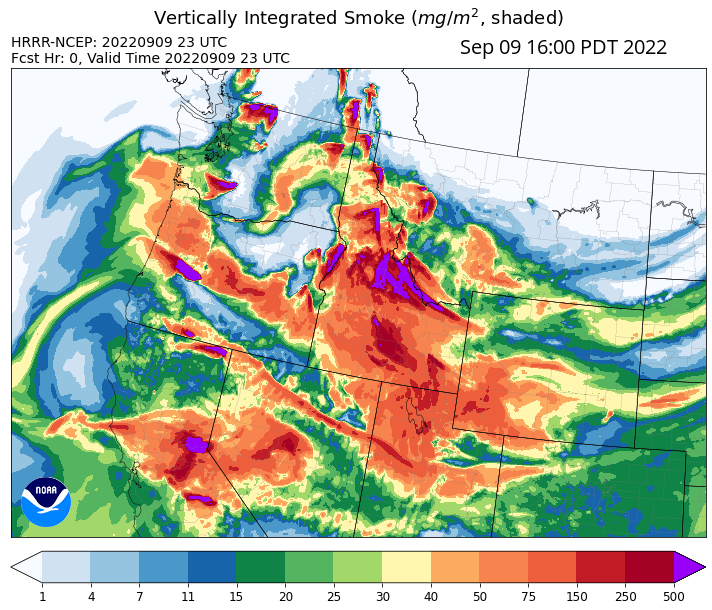 Vertically Integrated Smoke (mg/m², shaded)
HRRR-NCEP: 20220909 23 UTC
Fcst Hr: 0, Valid Time 20220909 23 UTC
Sep 09 16:00 PDT 2022
NOAA
1 4 7 11 15 20 25 30 40 50 75 150 250 500